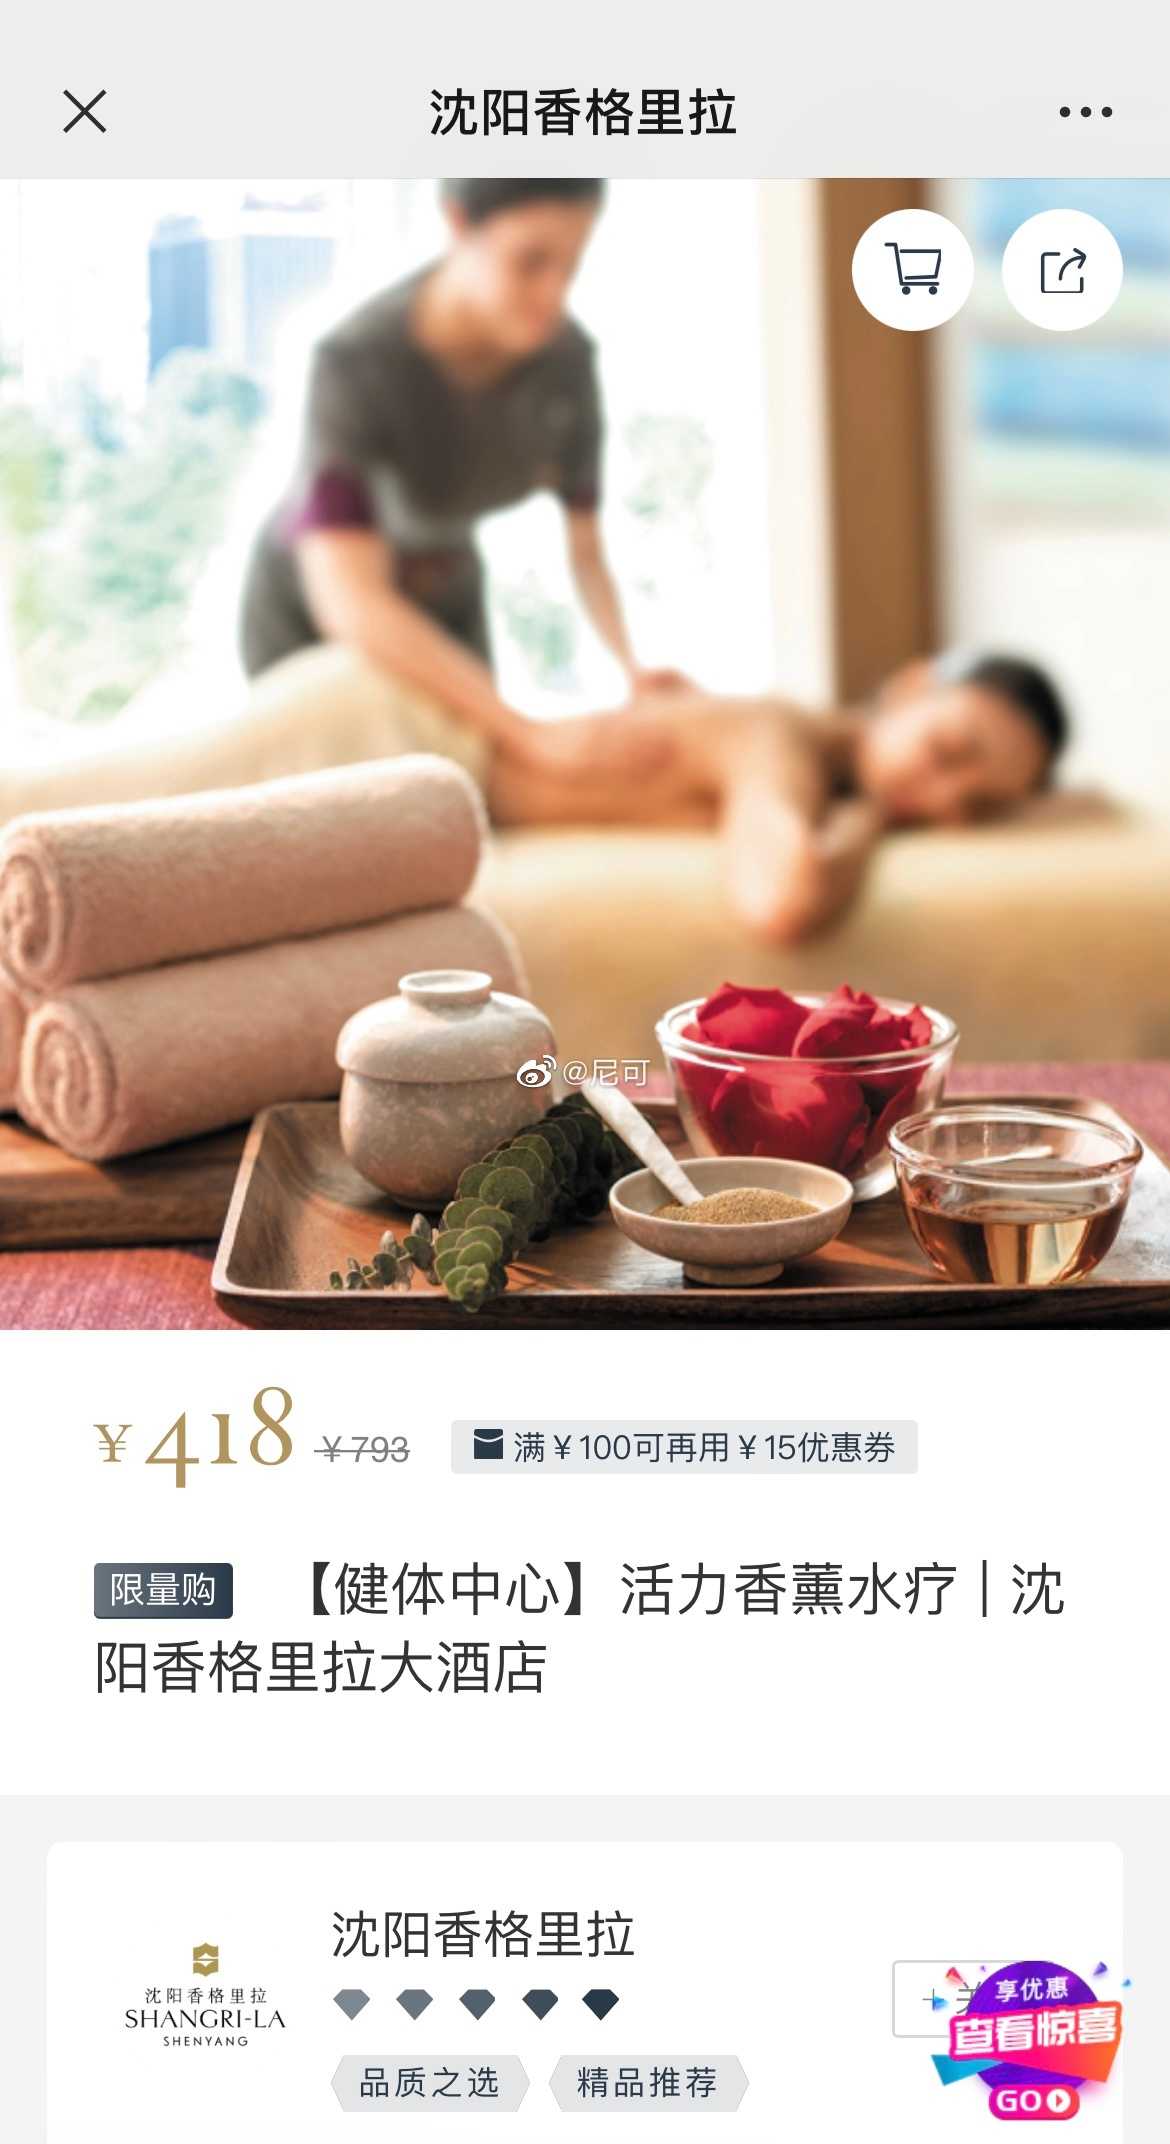 沈阳香格里拉
@尼可
¥418 ¥793 满¥100可再用¥15优惠券
限量购 【健体中心】活力香薰水疗 | 沈
阳香格里拉大酒店
沈阳香格里拉
沈阳香格里拉
SHANGRI-LA
SHENYANG
品质之选 精品推荐
享优惠
查看惊喜
GO